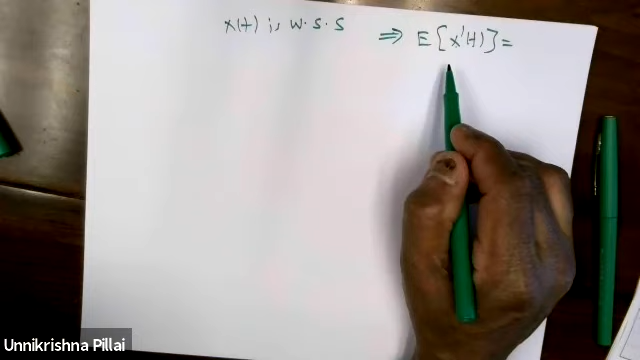 X(t) is W.S.S ⇒ E{X'(t)} =
Unnikrishna Pillai